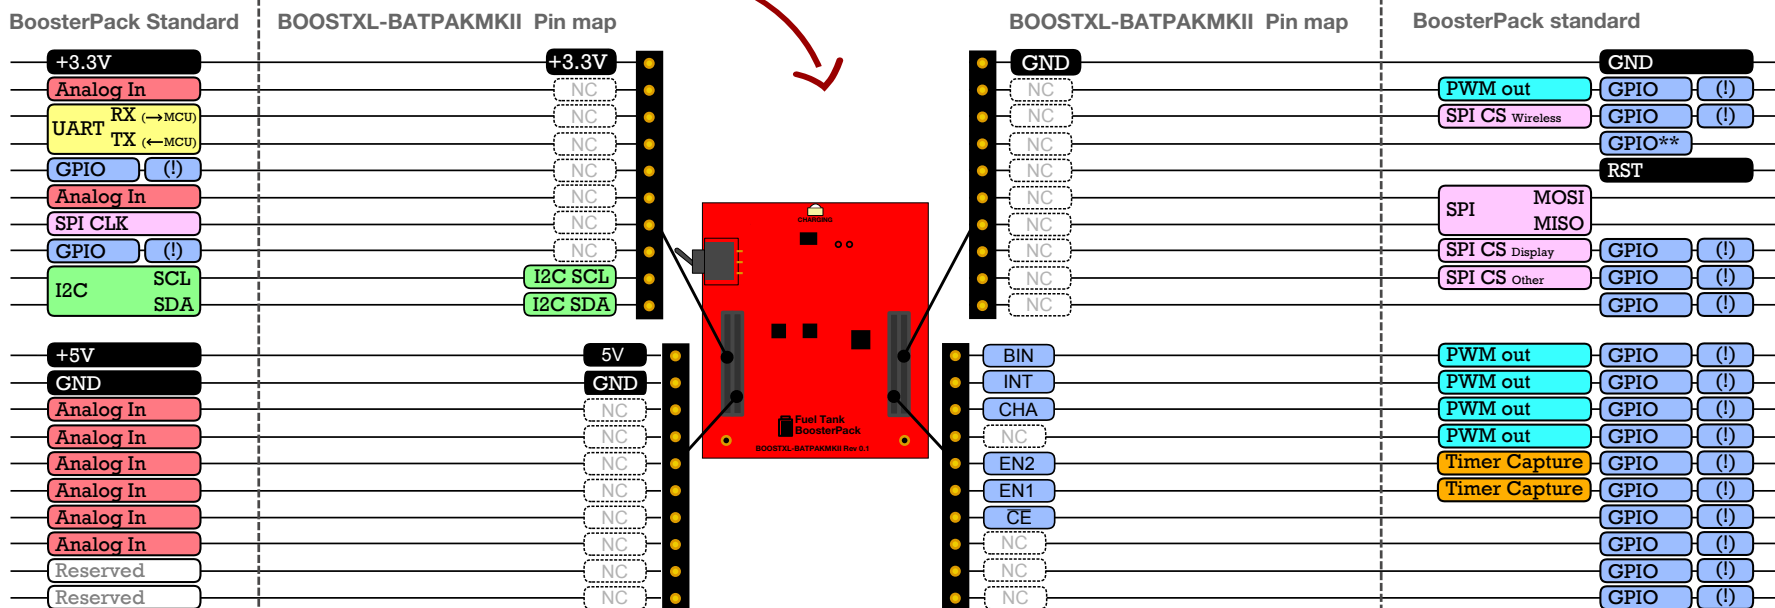 BoosterPack Standard BOOSTXL-BATPAKMKII Pin map BOOSTXL-BATPAKMKII Pin map BoosterPack standard
+3.3V +3.3V GND GND
Analog In NC NC PWM out GPIO (!)
UART RX (→MCU) NC NC SPI CS Wireless GPIO (!)
TX (←MCU) NC NC GPIO**
GPIO (!) NC NC RST
Analog In NC NC SPI MOSI
SPI CLK NC NC MISO
GPIO (!) NC NC SPI CS Display GPIO (!)
I2C SCL I2C SCL NC SPI CS Other GPIO (!)
SDA I2C SDA NC GPIO (!)
CHARGING
+5V 5V BIN PWM out GPIO (!)
GND GND INT PWM out GPIO (!)
Analog In NC CHA PWM out GPIO (!)
Analog In NC NC PWM out GPIO (!)
Analog In NC EN2 Timer Capture GPIO (!)
Analog In NC EN1 Timer Capture GPIO (!)
Analog In NC C̅E̅ GPIO (!)
Analog In NC NC GPIO (!)
Reserved NC NC GPIO (!)
Reserved NC NC GPIO (!)
Fuel Tank
BoosterPack
BOOSTXL-BATPAKMKII Rev 0.1